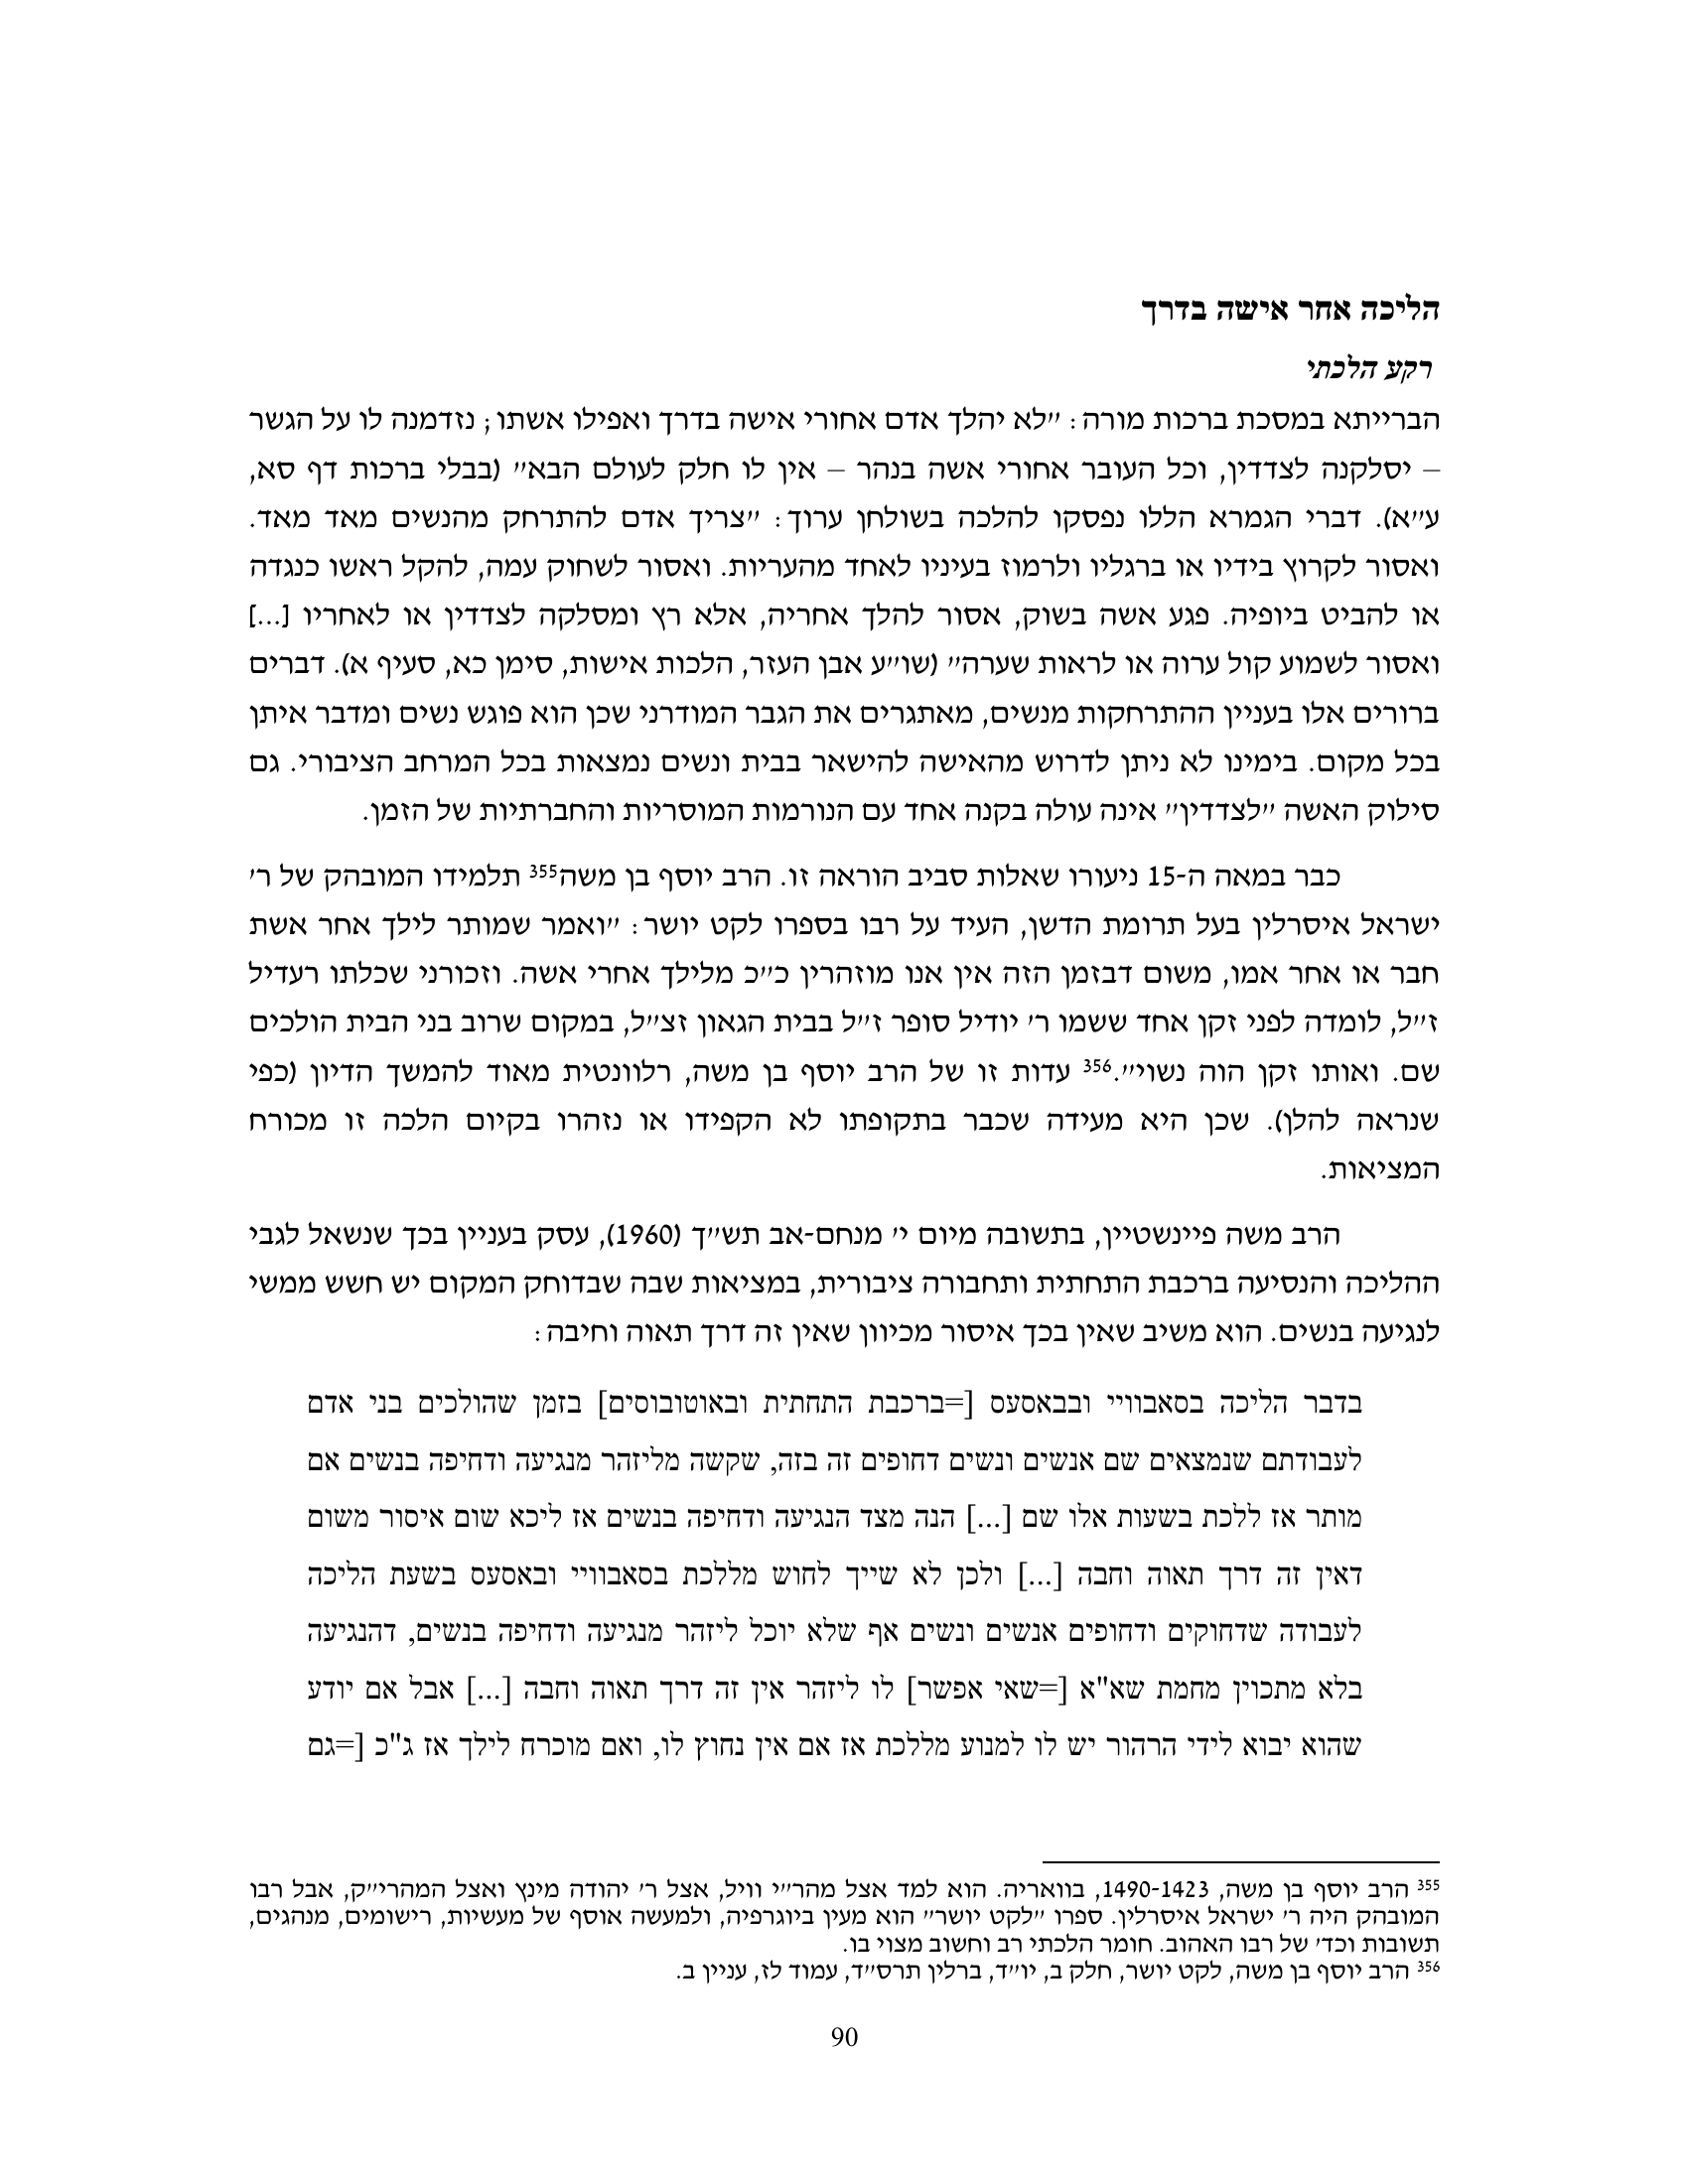 הליכה אחר אישה בדרך
רקע הלכתי
הברייתא במסכת ברכות מורה: ״לא יהלך אדם אחורי אישה בדרך ואפילו אשתו; נזדמנה לו על הגשר
– יסלקנה לצדדין, וכל העובר אחורי אשה בנהר – אין לו חלק לעולם הבא״ (בבלי ברכות דף סא,
ע״א). דברי הגמרא הללו נפסקו להלכה בשולחן ערוך: ״צריך אדם להתרחק מהנשים מאד מאד.
ואסור לקרוץ בידיו או ברגליו ולרמוז בעיניו לאחד מהעריות. ואסור לשחוק עמה, להקל ראשו כנגדה
או להביט ביופיה. פגע אשה בשוק, אסור להלך אחריה, אלא רץ ומסלקה לצדדין או לאחריו [...]
ואסור לשמוע קול ערוה או לראות שערה״ (שו״ע אבן העזר, הלכות אישות, סימן כא, סעיף א). דברים
ברורים אלו בעניין ההתרחקות מנשים, מאתגרים את הגבר המודרני שכן הוא פוגש נשים ומדבר איתן
בכל מקום. בימינו לא ניתן לדרוש מהאישה להישאר בבית ונשים נמצאות בכל המרחב הציבורי. גם
סילוק האשה ״לצדדין״ אינה עולה בקנה אחד עם הנורמות המוסריות והחברתיות של הזמן.
כבר במאה ה-15 ניעורו שאלות סביב הוראה זו. הרב יוסף בן משה355 תלמידו המובהק של ר׳
ישראל איסרלין בעל תרומת הדשן, העיד על רבו בספרו לקט יושר: ״ואמר שמותר לילך אחר אשת
חבר או אחר אמו, משום דבזמן הזה אין אנו מוזהרין כ״כ מלילך אחרי אשה. וזכורני שכלתו רעדיל
ז״ל, לומדה לפני זקן אחד ששמו ר׳ יודיל סופר ז״ל בבית הגאון זצ״ל, במקום שרוב בני הבית הולכים
שם. ואותו זקן הוה נשוי״.356 עדות זו של הרב יוסף בן משה, רלוונטית מאוד להמשך הדיון (כפי
שנראה להלן). שכן היא מעידה שכבר בתקופתו לא הקפידו או נזהרו בקיום הלכה זו מכורח
המציאות.
הרב משה פיינשטיין, בתשובה מיום י׳ מנחם-אב תש״ך (1960), עסק בעניין בכך שנשאל לגבי
ההליכה והנסיעה ברכבת התחתית ותחבורה ציבורית, במציאות שבה שבדוחק המקום יש חשש ממשי
לנגיעה בנשים. הוא משיב שאין בכך איסור מכיוון שאין זה דרך תאוה וחיבה:
בדבר הליכה בסאבוויי ובבאסעס [=ברכבת התחתית ובאוטובוסים] בזמן שהולכים בני אדם
לעבודתם שנמצאים שם אנשים ונשים דחופים זה בזה, שקשה מליזהר מנגיעה ודחיפה בנשים אם
מותר אז ללכת בשעות אלו שם [...] הנה מצד הנגיעה ודחיפה בנשים אז ליכא שום איסור משום
דאין זה דרך תאוה וחבה [...] ולכן לא שייך לחוש מללכת בסאבוויי ובאסעס בשעת הליכה
לעבודה שדחוקים ודחופים אנשים ונשים אף שלא יוכל ליזהר מנגיעה ודחיפה בנשים, דהנגיעה
בלא מתכוין מחמת שא"א [=שאי אפשר] לו ליזהר אין זה דרך תאוה וחבה [...] אבל אם יודע
שהוא יבוא לידי הרהור יש לו למנוע מללכת אז אם אין נחוץ לו, ואם מוכרח לילך אז ג"כ [=גם
355 הרב יוסף בן משה, 1490-1423, בוואריה. הוא למד אצל מהר״י וויל, אצל ר׳ יהודה מינץ ואצל המהרי״ק, אבל רבו
המובהק היה ר׳ ישראל איסרלין. ספרו ״לקט יושר״ הוא מעין ביוגרפיה, ולמעשה אוסף של מעשיות, רישומים, מנהגים,
תשובות וכד׳ של רבו האהוב. חומר הלכתי רב וחשוב מצוי בו.
356 הרב יוסף בן משה, לקט יושר, חלק ב, יו״ד, ברלין תרס״ד, עמוד לז, עניין ב.
90